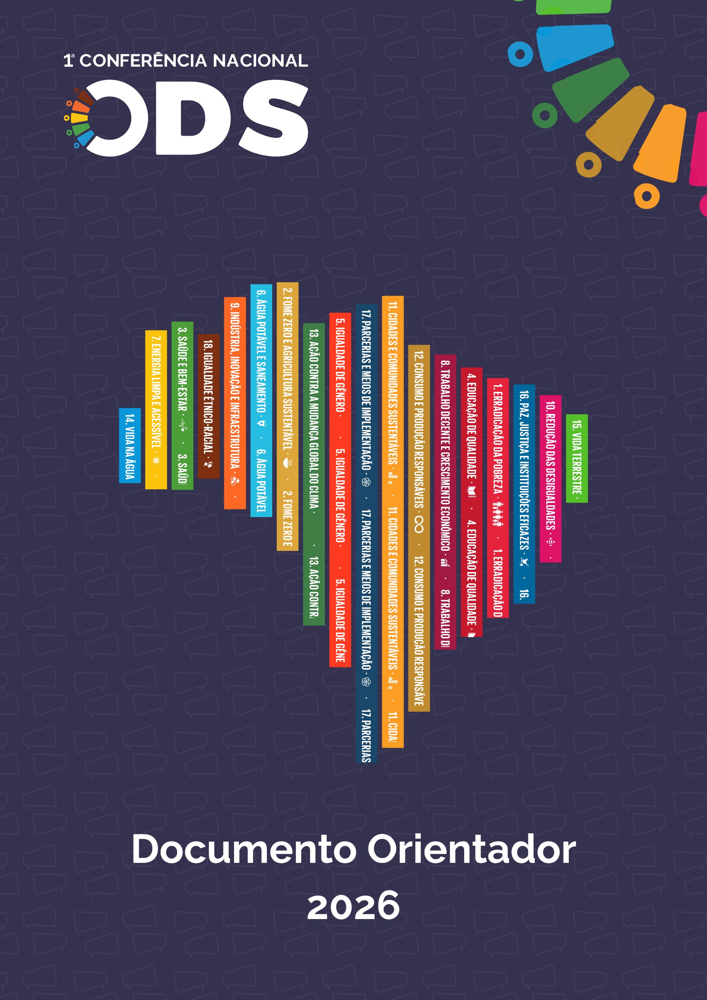 1ª CONFERÊNCIA NACIONAL
ODS
14. VIDA NA ÁGUA
7. ENERGIA LIMPA E ACESSÍVEL · ·
3. SAÚDE E BEM-ESTAR · · 3. SAÚD
18. IGUALDADE ÉTNICO-RACIAL ·
9. INDÚSTRIA, INOVAÇÃO E INFRAESTRUTURA · ·
6. ÁGUA POTÁVEL E SANEAMENTO · · 6. ÁGUA POTÁVEL
2. FOME ZERO E AGRICULTURA SUSTENTÁVEL · · 2. FOME ZERO E
13. AÇÃO CONTRA A MUDANÇA GLOBAL DO CLIMA · · 13. AÇÃO CONTR
5. IGUALDADE DE GÊNERO · · 5. IGUALDADE DE GÊNERO · · 5. IGUALDADE DE GÊNE
17. PARCERIAS E MEIOS DE IMPLEMENTAÇÃO · · 17. PARCERIAS E MEIOS DE IMPLEMENTAÇÃO · · 17. PARCERIAS
11. CIDADES E COMUNIDADES SUSTENTÁVEIS · · 11. CIDADES E COMUNIDADES SUSTENTÁVEIS · · 11. CIDA
12. CONSUMO E PRODUÇÃO RESPONSÁVEIS · · 12. CONSUMO E PRODUÇÃO RESPONSÁVE
8. TRABALHO DECENTE E CRESCIMENTO ECONÔMICO · · 8. TRABALHO D
4. EDUCAÇÃO DE QUALIDADE · · 4. EDUCAÇÃO DE QUALIDADE ·
1. ERRADICAÇÃO DA POBREZA · · 1. ERRADICAÇÃO D
16. PAZ, JUSTIÇA E INSTITUIÇÕES EFICAZES · · 16.
10. REDUÇÃO DAS DESIGUALDADES · ·
15. VIDA TERRESTRE ·
Documento Orientador
2026